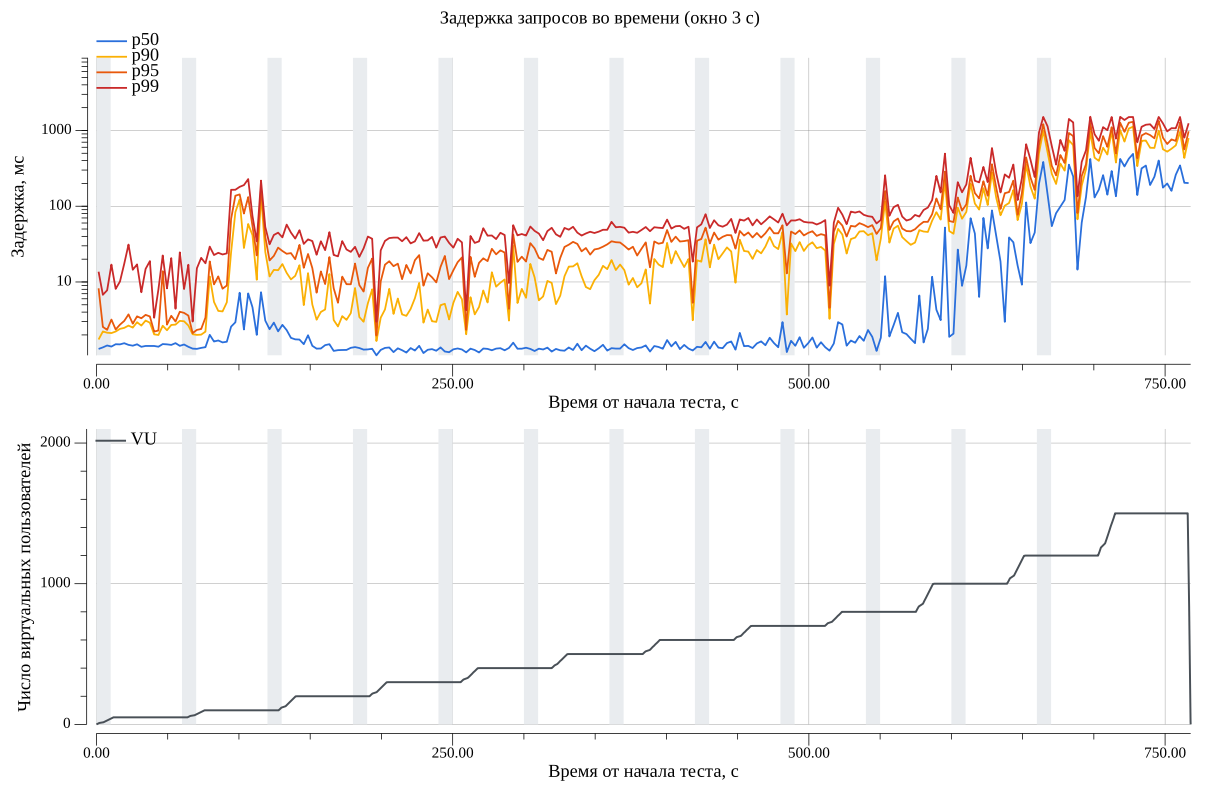 Задержка запросов во времени (окно 3 с)
p50
p90
p95
p99
1000
100
10
Задержка, мс
0.00 250.00 500.00 750.00
Время от начала теста, с
VU
2000
1000
0
Число виртуальных пользователей
0.00 250.00 500.00 750.00
Время от начала теста, с